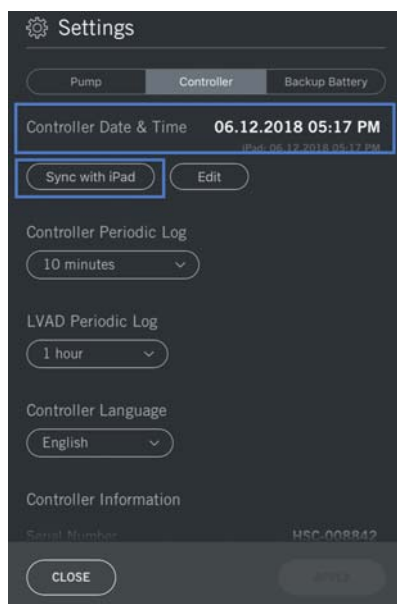 Settings
Pump Controller Backup Battery
Controller Date & Time 06.12.2018 05:17 PM
iPad: 06.12.2018 05:17 PM
Sync with iPad Edit
Controller Periodic Log
10 minutes
LVAD Periodic Log
1 hour
Controller Language
English
Controller Information
Serial Number HSC-008842
CLOSE APPLY